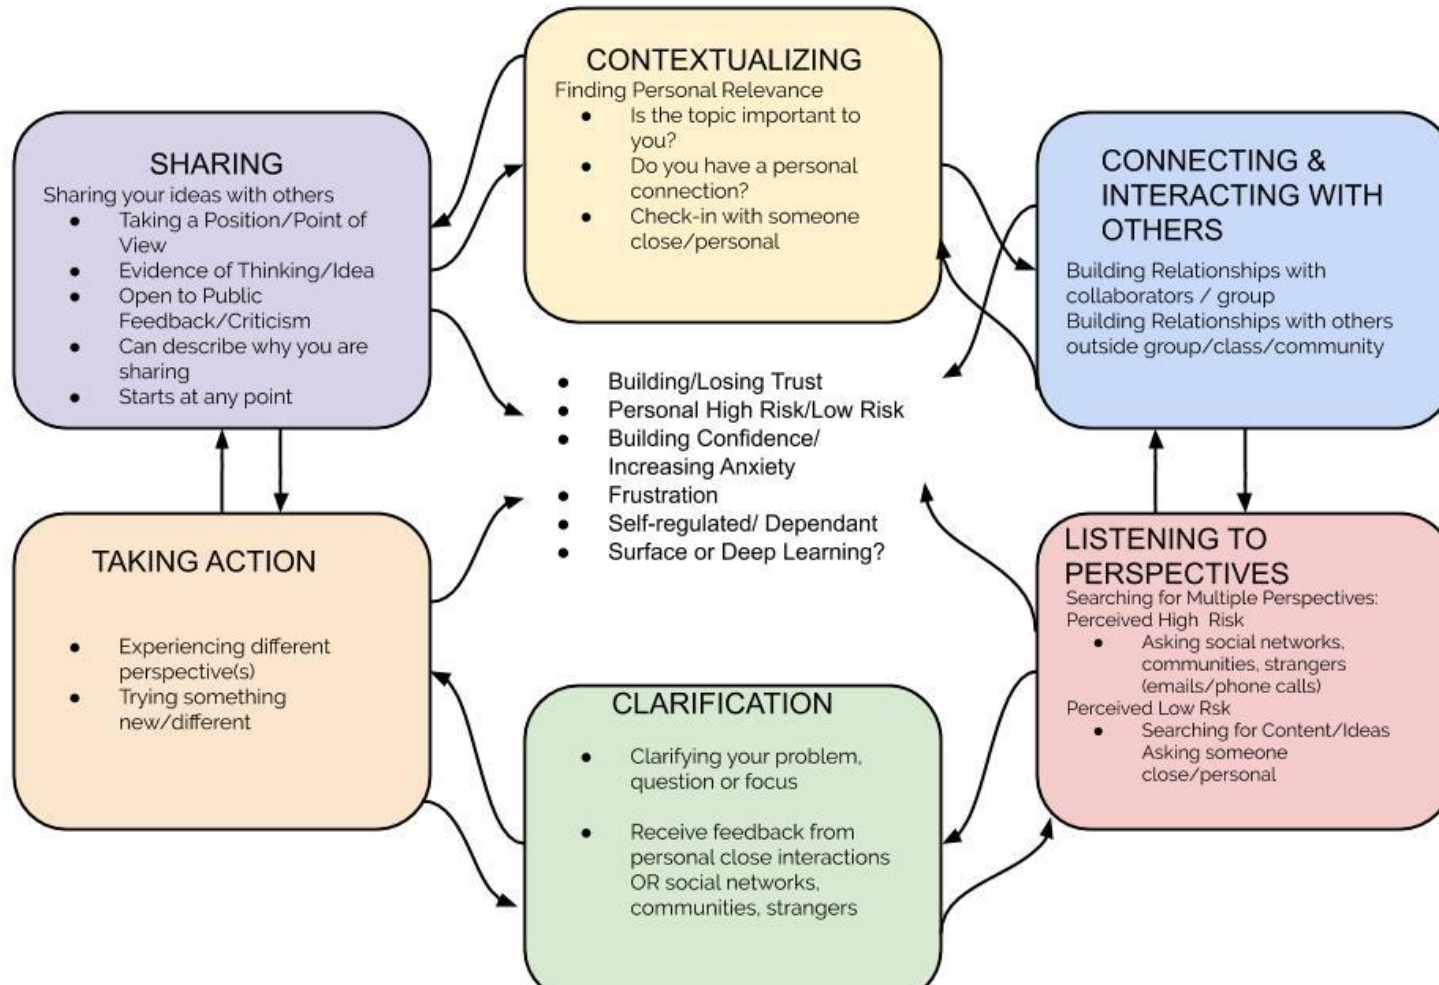 CONTEXTUALIZING
Finding Personal Relevance
● Is the topic important to
you?
● Do you have a personal
connection?
● Check-in with someone
close/personal
SHARING
Sharing your ideas with others
● Taking a Position/Point of
View
● Evidence of Thinking/Idea
● Open to Public
Feedback/Criticism
● Can describe why you are
sharing
● Starts at any point
CONNECTING &
INTERACTING WITH
OTHERS
Building Relationships with
collaborators / group
Building Relationships with others
outside group/class/community
● Building/Losing Trust
● Personal High Risk/Low Risk
● Building Confidence/
Increasing Anxiety
● Frustration
● Self-regulated/ Dependant
● Surface or Deep Learning?
TAKING ACTION
● Experiencing different
perspective(s)
● Trying something
new/different
CLARIFICATION
● Clarifying your problem,
question or focus
● Receive feedback from
personal close interactions
OR social networks,
communities, strangers
LISTENING TO
PERSPECTIVES
Searching for Multiple Perspectives:
Perceived High Risk
● Asking social networks,
communities, strangers
(emails/phone calls)
Perceived Low Rsk
● Searching for Content/Ideas
Asking someone
close/personal